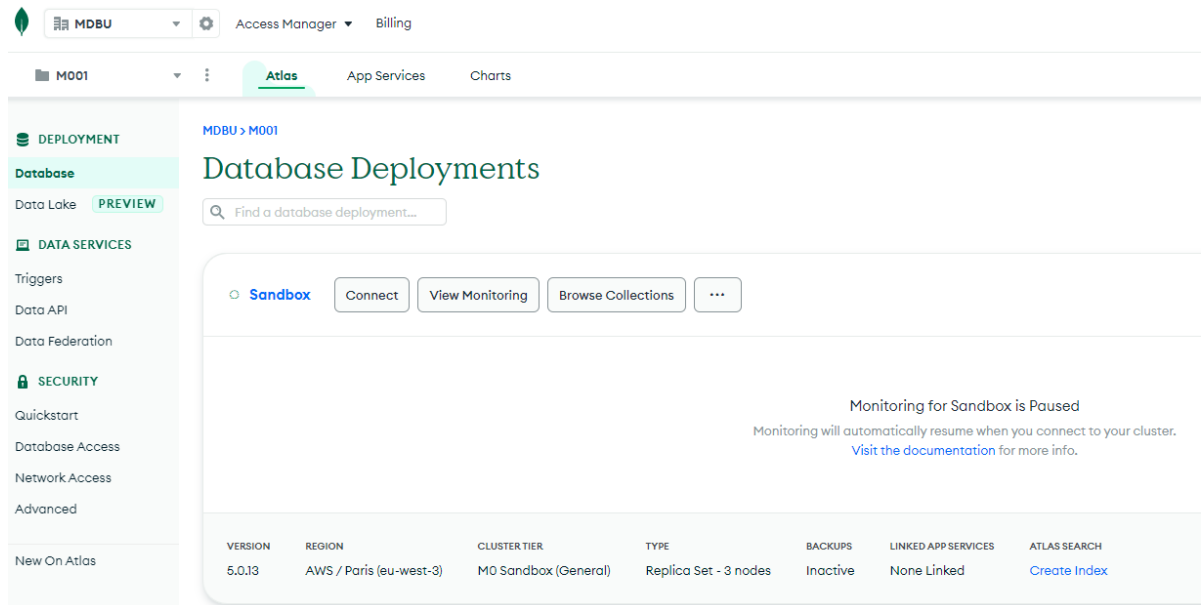 MDBU
Access Manager
Billing
M001
Atlas
App Services
Charts
DEPLOYMENT
Database
Data Lake PREVIEW
DATA SERVICES
Triggers
Data API
Data Federation
SECURITY
Quickstart
Database Access
Network Access
Advanced
New On Atlas
MDBU > M001
Database Deployments
Find a database deployment...
Sandbox
Connect
View Monitoring
Browse Collections
...
Monitoring for Sandbox is Paused
Monitoring will automatically resume when you connect to your cluster.
Visit the documentation for more info.
VERSION REGION CLUSTER TIER TYPE BACKUPS LINKED APP SERVICES ATLAS SEARCH
5.0.13 AWS / Paris (eu-west-3) M0 Sandbox (General) Replica Set - 3 nodes Inactive None Linked Create Index